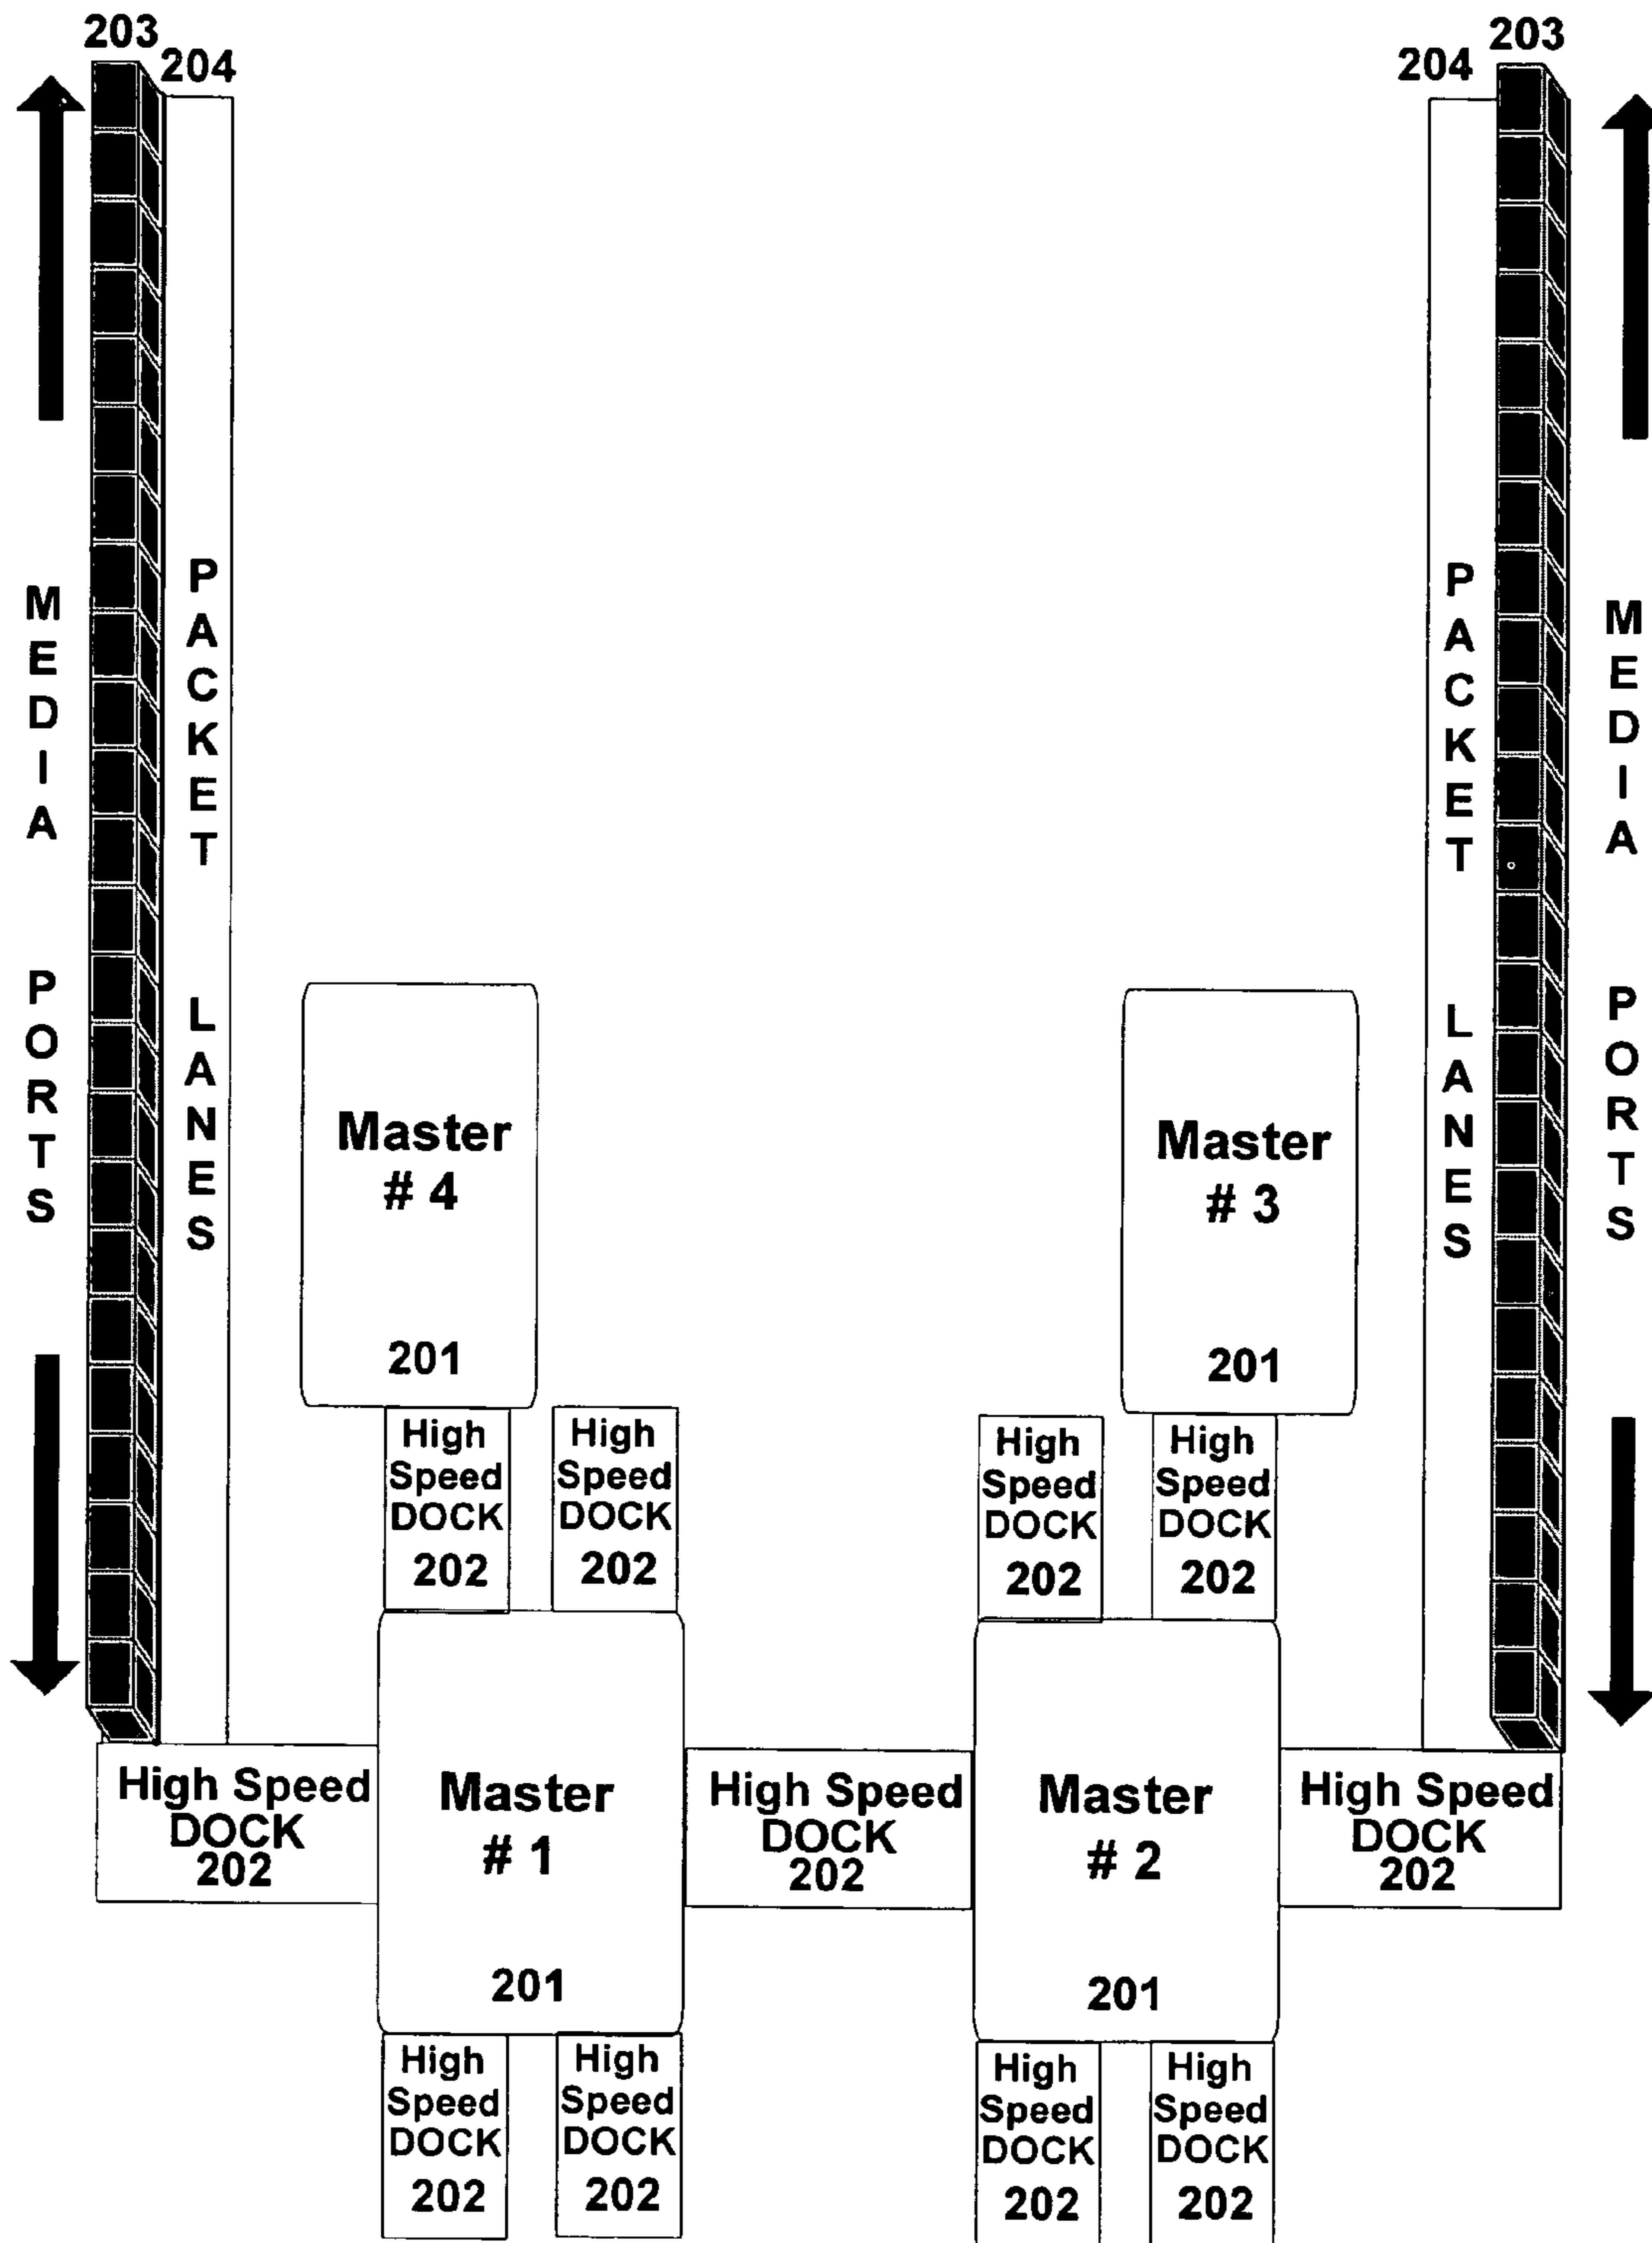 203
204
204
203
MEDIA PORTS
PACKET LANES
PACKET LANES
MEDIA PORTS
Master
# 4
201
Master
# 3
201
High
Speed
DOCK
202
High
Speed
DOCK
202
High
Speed
DOCK
202
High
Speed
DOCK
202
High Speed
DOCK
202
Master
# 1
201
High Speed
DOCK
202
Master
# 2
201
High Speed
DOCK
202
High
Speed
DOCK
202
High
Speed
DOCK
202
High
Speed
DOCK
202
High
Speed
DOCK
202